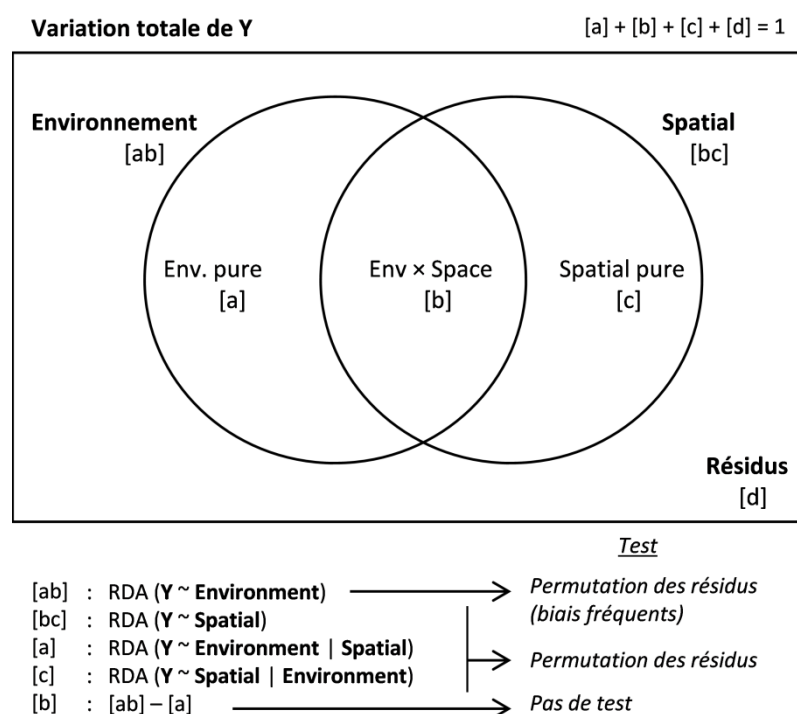 Variation totale de Y
[a] + [b] + [c] + [d] = 1
Environnement
[ab]
Spatial
[bc]
Env. pure
[a]
Env × Space
[b]
Spatial pure
[c]
Résidus
[d]
Test
[ab] : RDA (Y ~ Environment)
Permutation des résidus
(biais fréquents)
[bc] : RDA (Y ~ Spatial)
[a] : RDA (Y ~ Environment | Spatial)
[c] : RDA (Y ~ Spatial | Environment)
Permutation des résidus
[b] : [ab] – [a]
Pas de test